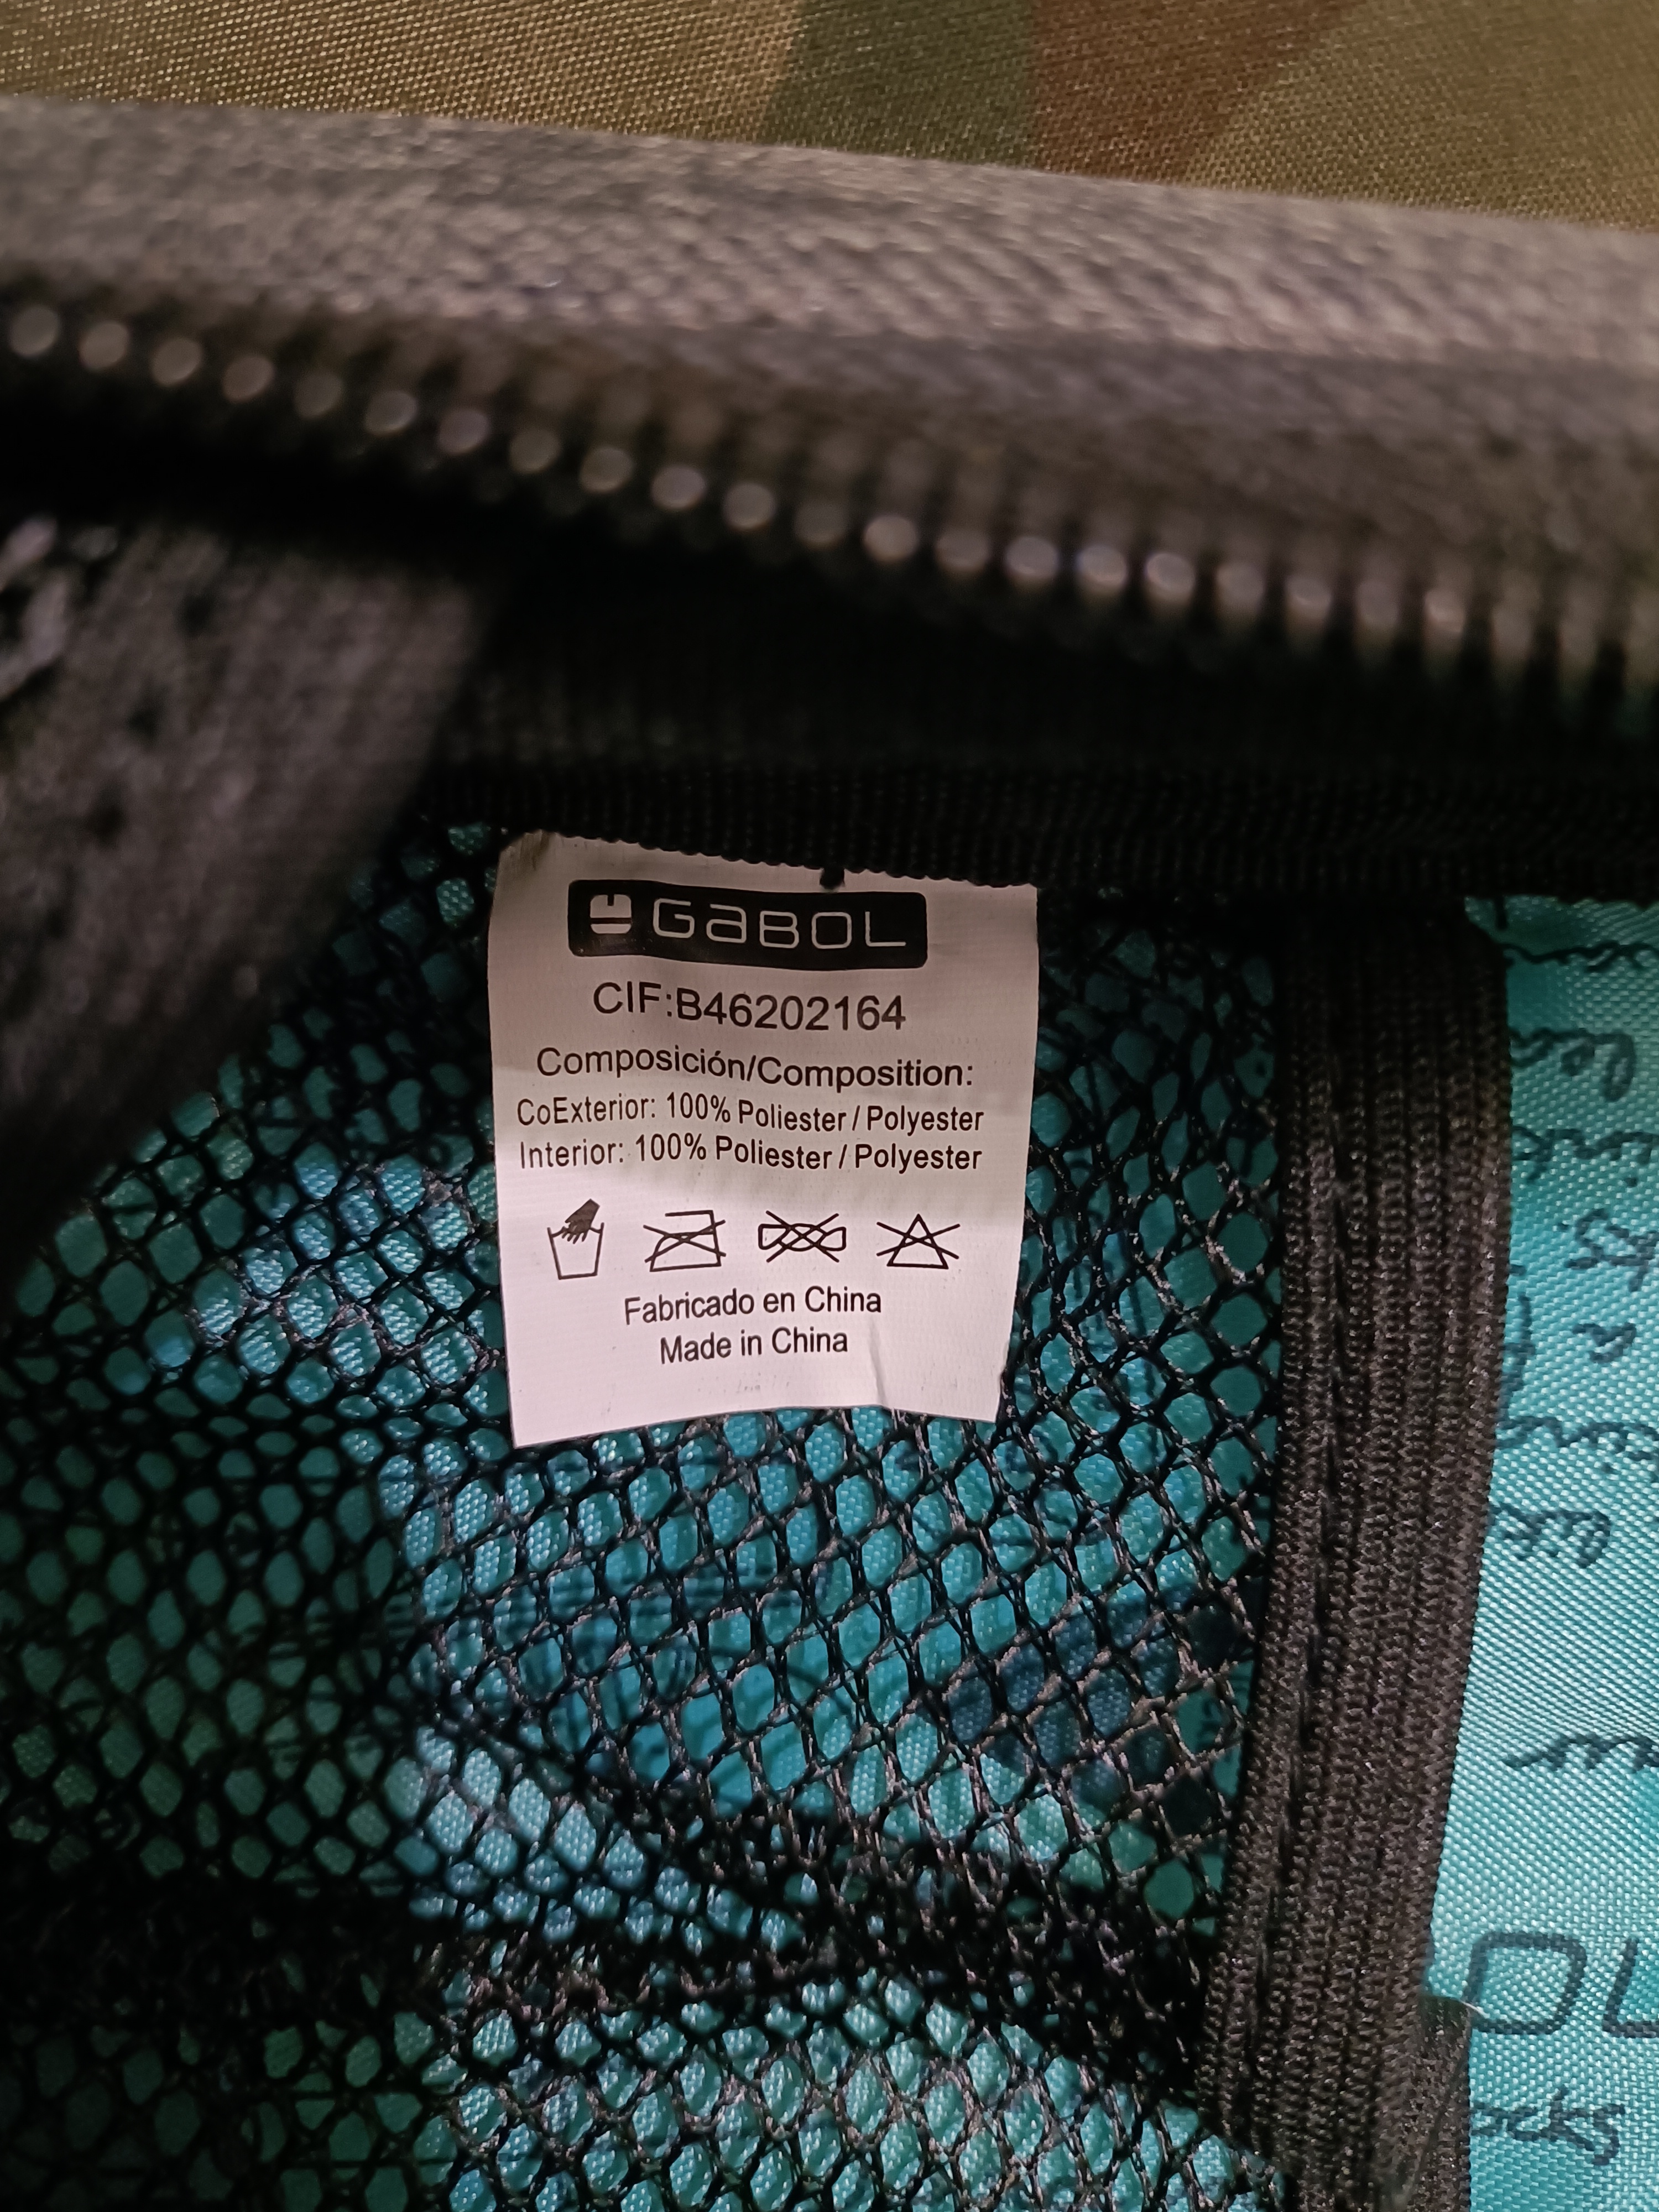 GaBOL
CIF:B46202164
Composición/Composition:
CoExterior: 100% Poliester / Polyester
Interior: 100% Poliester / Polyester
Fabricado en China
Made in China